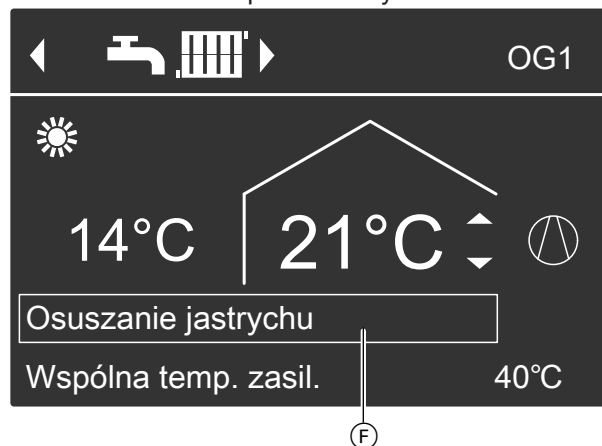 OG1
14°C 21°C
Osuszanie jastrychu
Wspólna temp. zasil. 40°C
F